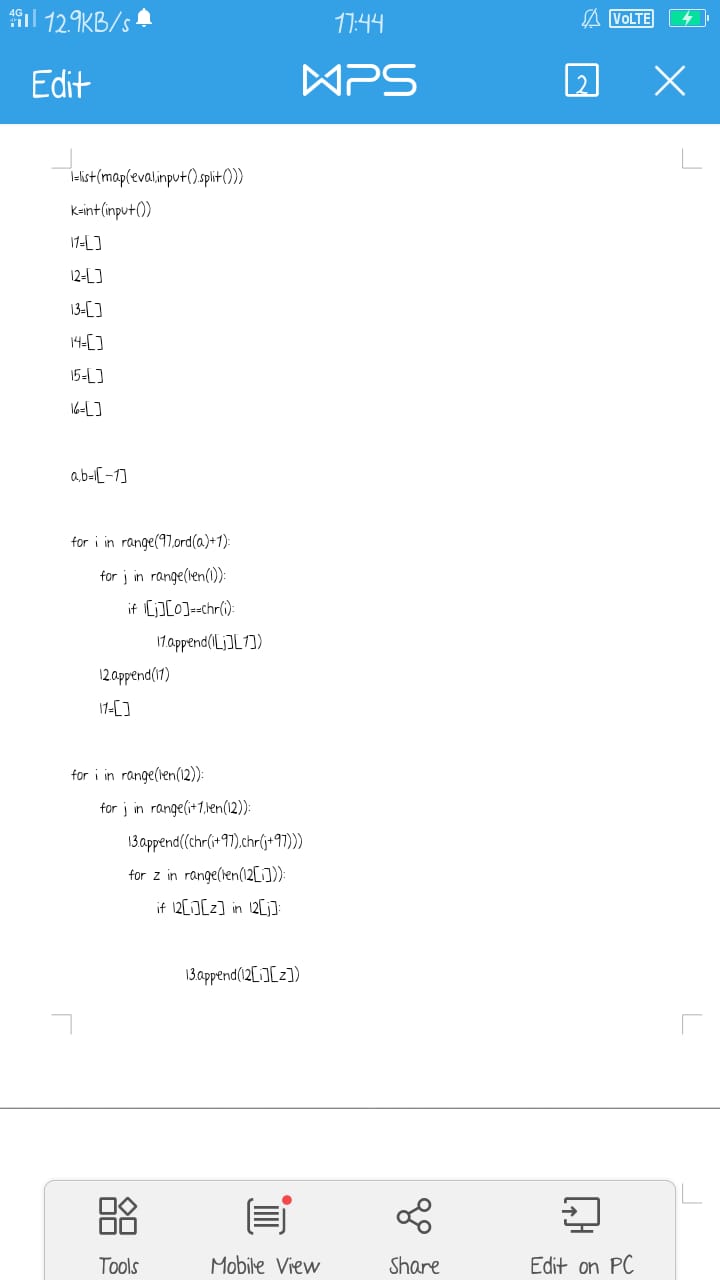 4G 12.9KB/s 17:44 VoLTE
Edit WPS 2
l=list(map(eval,input().split()))
k=int(input())
l1=[]
l2=[]
l3=[]
l4=[]
l5=[]
l6=[]
a,b=l[-1]
for i in range(97,ord(a)+1):
for j in range(len(l)):
if l[j][0]==chr(i):
l1.append(l[j][1])
l2.append(l1)
l1=[]
for i in range(len(l2)):
for j in range(i+1,len(l2)):
l3.append((chr(i+97),chr(j+97)))
for z in range(len(l2[i])):
if l2[i][z] in l2[j]:
l3.append(l2[i][z])
Tools Mobile View Share Edit on PC